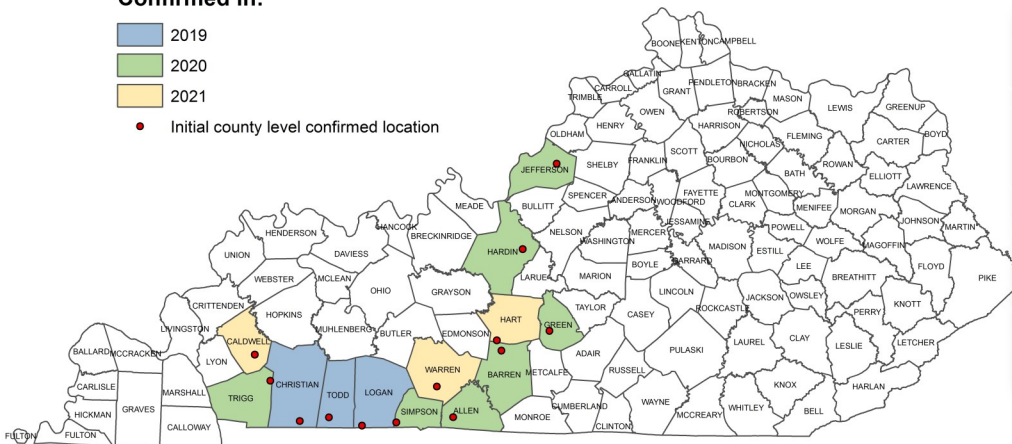 Confirmed in:
2019
2020
2021
Initial county level confirmed location
BOONE
KENTON
CAMPBELL
GALLATIN
PENDLETON
BRACKEN
CARROLL
GRANT
TRIMBLE
MASON
OWEN
ROBERTSON
LEWIS
GREENUP
HENRY
HARRISON
OLDHAM
FLEMING
BOYD
CARTER
NICHOLAS
SCOTT
FRANKLIN
SHELBY
BOURBON
ROWAN
JEFFERSON
BATH
ELLIOTT
LAWRENCE
SPENCER
ANDERSON
WOODFORD
FAYETTE
MONTGOMERY
CLARK
MENIFEE
MORGAN
MEADE
BULLITT
JESSAMINE
JOHNSON
MARTIN
HANCOCK
BRECKINRIDGE
NELSON
MERCER
POWELL
HENDERSON
WASHINGTON
WOLFE
MAGOFFIN
MADISON
UNION
DAVIESS
HARDIN
GARRARD
ESTILL
BOYLE
LEE
FLOYD
WEBSTER
MCLEAN
LARUE
MARION
BREATHITT
PIKE
OHIO
GRAYSON
LINCOLN
JACKSON
OWSLEY
KNOTT
CRITTENDEN
HOPKINS
TAYLOR
CASEY
ROCKCASTLE
PERRY
LIVINGSTON
MUHLENBERG
BUTLER
EDMONSON
HART
GREEN
CALDWELL
LAUREL
CLAY
LESLIE
LETCHER
BALLARD
MCCRACKEN
LYON
PULASKI
ADAIR
WARREN
BARREN
METCALFE
RUSSELL
CARLISLE
CHRISTIAN
KNOX
HARLAN
MARSHALL
TRIGG
TODD
LOGAN
GRAVES
SIMPSON
ALLEN
CUMBERLAND
WAYNE
WHITLEY
BELL
HICKMAN
MONROE
MCCREARY
CALLOWAY
CLINTON
FULTON
FULTON